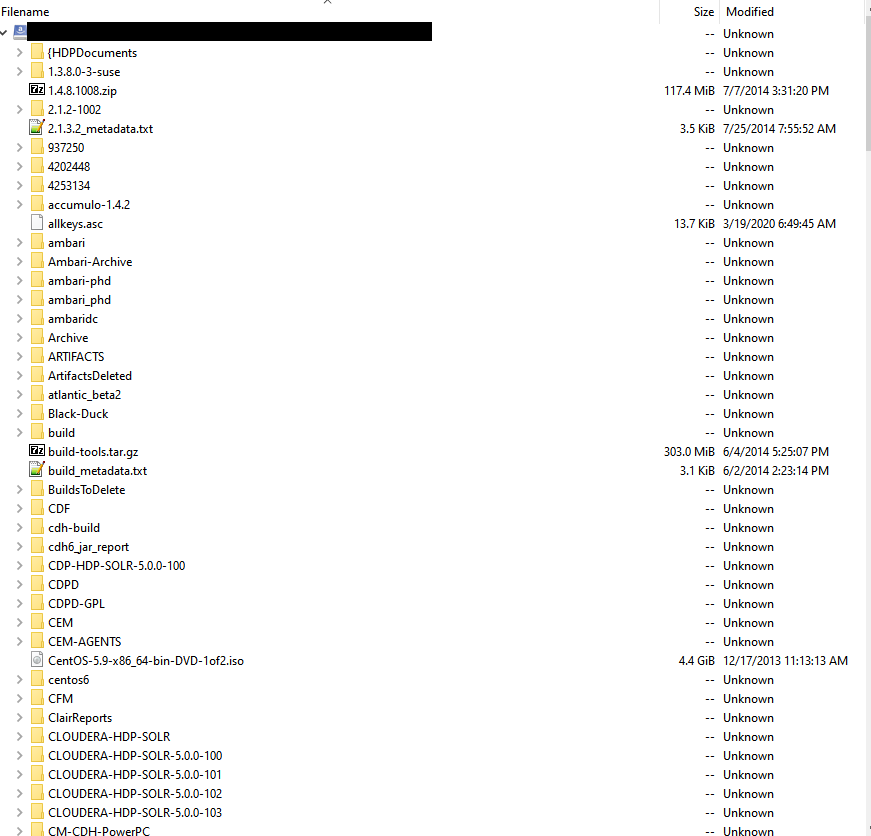 Filename Size Modified
-- Unknown
{HDPDocuments -- Unknown
1.3.8.0-3-suse -- Unknown
1.4.8.1008.zip 117.4 MiB 7/7/2014 3:31:20 PM
2.1.2-1002 -- Unknown
2.1.3.2_metadata.txt 3.5 KiB 7/25/2014 7:55:52 AM
937250 -- Unknown
4202448 -- Unknown
4253134 -- Unknown
accumulo-1.4.2 -- Unknown
allkeys.asc 13.7 KiB 3/19/2020 6:49:45 AM
ambari -- Unknown
Ambari-Archive -- Unknown
ambari-phd -- Unknown
ambari_phd -- Unknown
ambaridc -- Unknown
Archive -- Unknown
ARTIFACTS -- Unknown
ArtifactsDeleted -- Unknown
atlantic_beta2 -- Unknown
Black-Duck -- Unknown
build -- Unknown
build-tools.tar.gz 303.0 MiB 6/4/2014 5:25:07 PM
build_metadata.txt 3.1 KiB 6/2/2014 2:23:14 PM
BuildsToDelete -- Unknown
CDF -- Unknown
cdh-build -- Unknown
cdh6_jar_report -- Unknown
CDP-HDP-SOLR-5.0.0-100 -- Unknown
CDPD -- Unknown
CDPD-GPL -- Unknown
CEM -- Unknown
CEM-AGENTS -- Unknown
CentOS-5.9-x86_64-bin-DVD-1of2.iso 4.4 GiB 12/17/2013 11:13:13 AM
centos6 -- Unknown
CFM -- Unknown
ClairReports -- Unknown
CLOUDERA-HDP-SOLR -- Unknown
CLOUDERA-HDP-SOLR-5.0.0-100 -- Unknown
CLOUDERA-HDP-SOLR-5.0.0-101 -- Unknown
CLOUDERA-HDP-SOLR-5.0.0-102 -- Unknown
CLOUDERA-HDP-SOLR-5.0.0-103 -- Unknown
CM-CDH-PowerPC -- Unknown